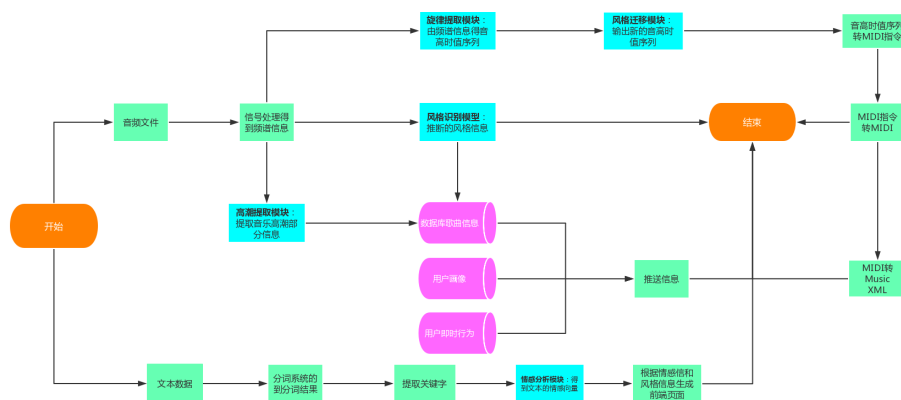 旋律提取模块：
由频谱信息得音
高时值序列
风格迁移模块：
输出新的音高时
值序列
音高时值序列
转MIDI指令
音频文件
信号处理得
到频谱信息
风格识别模型：
推断的风格信息
结束
MIDI指令
转MIDI
开始
高潮提取模块：
提取音乐高潮部
分信息
数据库歌曲信息
用户画像
推送信息
MIDI转
Music
XML
用户即时行为
文本数据
分词系统的
到分词结果
提取关键字
情感分析模块：得
到文本的情感向量
根据情感信和
风格信息生成
前端页面